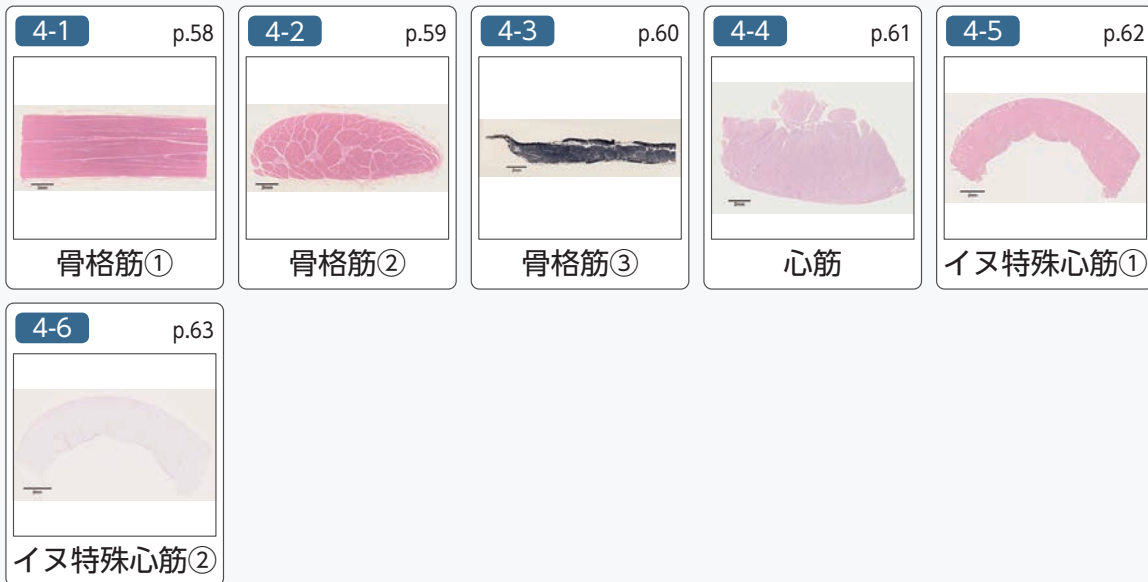 4-1 p.58
骨格筋①
4-2 p.59
骨格筋②
4-3 p.60
骨格筋③
4-4 p.61
心筋
4-5 p.62
イヌ特殊心筋①
4-6 p.63
イヌ特殊心筋②